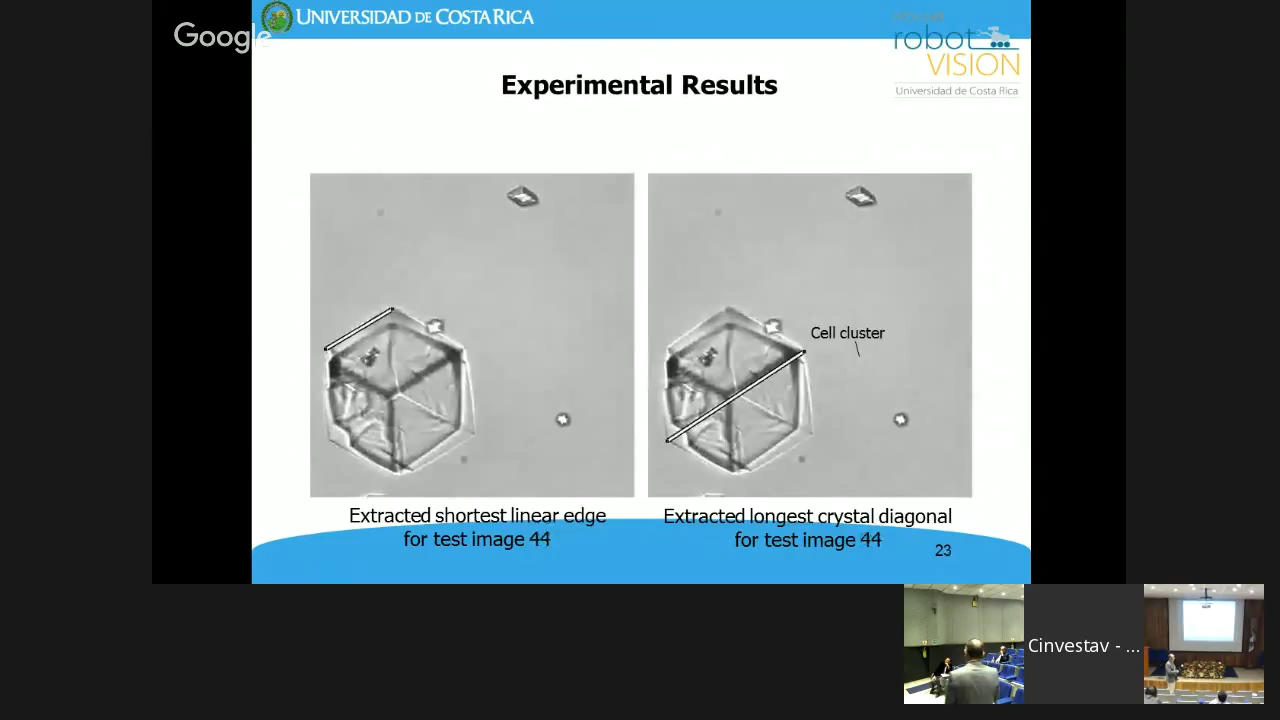 UNIVERSIDAD DE COSTA RICA
Google
robot
VISION
Universidad de Costa Rica
Experimental Results
Cell cluster
Extracted shortest linear edge
for test image 44
Extracted longest crystal diagonal
for test image 44
23
Cinvestav - ...